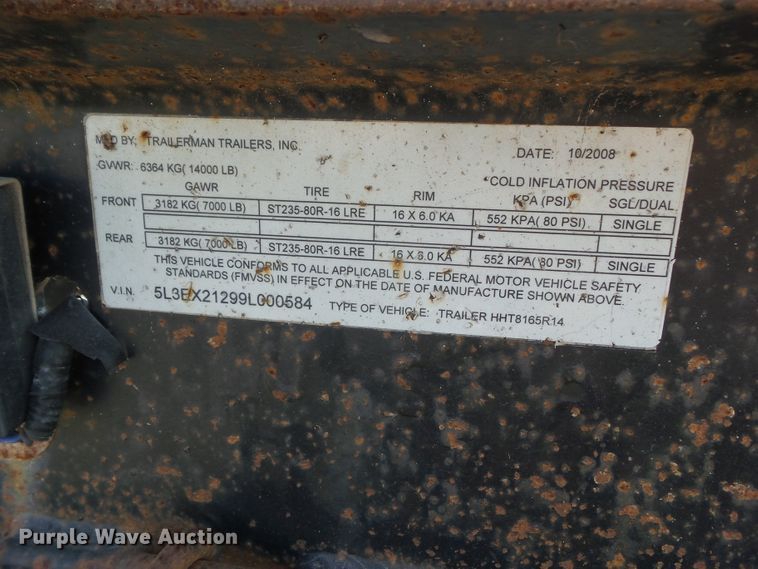 MFD BY: TRAILERMAN TRAILERS, INC. DATE: 10/2008
GVWR: 6364 KG( 14000 LB) COLD INFLATION PRESSURE
GAWR TIRE RIM KPA (PSI) SGL/DUAL
FRONT 3182 KG( 7000 LB) ST235-80R-16 LRE 16 X 6.0 KA 552 KPA( 80 PSI) SINGLE
REAR 3182 KG( 7000 LB) ST235-80R-16 LRE 16 X 6.0 KA 552 KPA( 80 PSI) SINGLE
THIS VEHICLE CONFORMS TO ALL APPLICABLE U.S. FEDERAL MOTOR VEHICLE SAFETY
STANDARDS (FMVSS) IN EFFECT ON THE DATE OF MANUFACTURE SHOWN ABOVE.
V.I.N. TYPE OF VEHICLE: TRAILER HHT8165R14
Purple Wave Auction